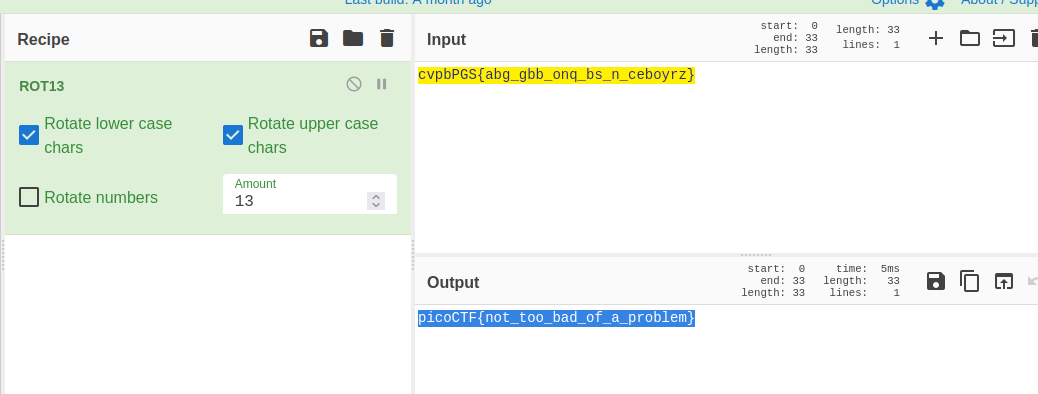 Last build: A month ago
Options
About / Supp
Recipe
ROT13
Rotate lower case chars
Rotate upper case chars
Rotate numbers
Amount
13
Input
start: 0
end: 33
length: 33
length: 33
lines: 1
cvpbPGS{abg_gbb_onq_bs_n_ceboyrz}
Output
start: 0
end: 33
length: 33
time: 5ms
length: 33
lines: 1
picoCTF{not_too_bad_of_a_problem}